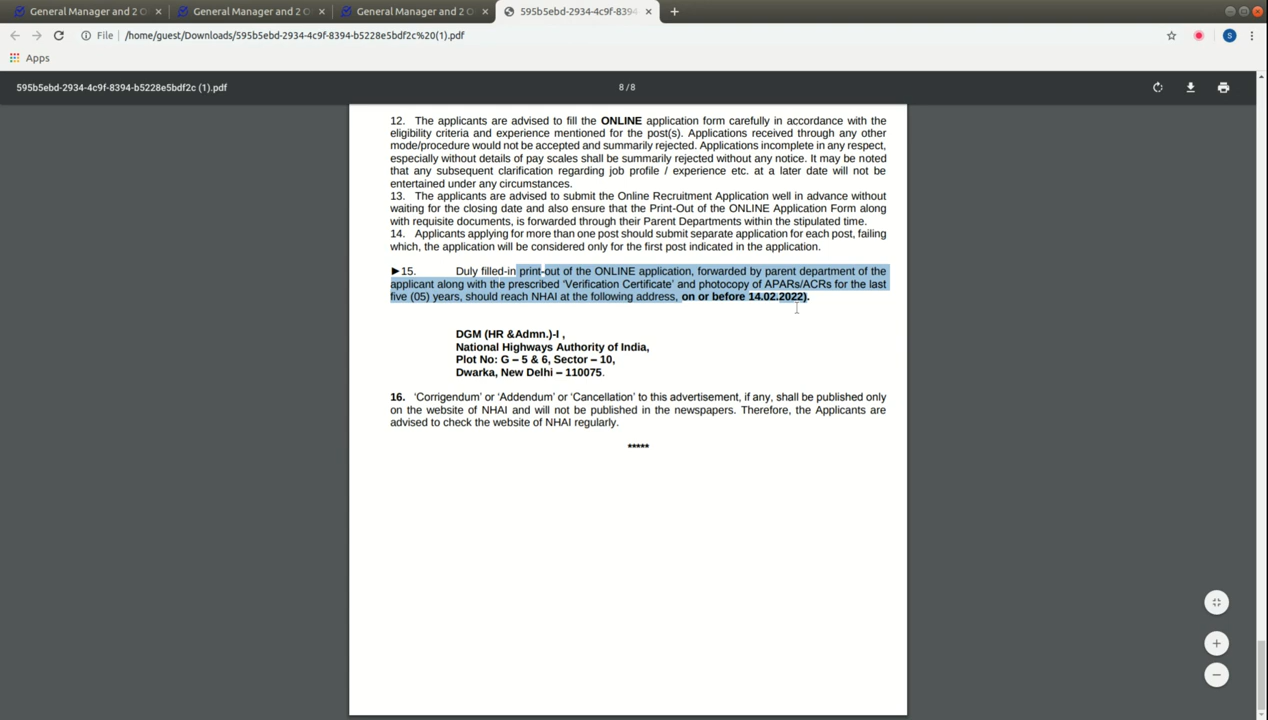 General Manager and 2 O
General Manager and 2 O
General Manager and 2 O
595b5ebd-2934-4c9f-8394
File
/home/guest/Downloads/595b5ebd-2934-4c9f-8394-b5228e5bdf2c%20(1).pdf
S
Apps
595b5ebd-2934-4c9f-8394-b5228e5bdf2c (1).pdf
8 / 8
12. The applicants are advised to fill the ONLINE application form carefully in accordance with the
eligibility criteria and experience mentioned for the post(s). Applications received through any other
mode/procedure would not be accepted and summarily rejected. Applications incomplete in any respect,
especially without details of pay scales shall be summarily rejected without any notice. It may be noted
that any subsequent clarification regarding job profile / experience etc. at a later date will not be
entertained under any circumstances.
13. The applicants are advised to submit the Online Recruitment Application well in advance without
waiting for the closing date and also ensure that the Print-Out of the ONLINE Application Form along
with requisite documents, is forwarded through their Parent Departments within the stipulated time.
14. Applicants applying for more than one post should submit separate application for each post, failing
which, the application will be considered only for the first post indicated in the application.
►15. Duly filled-in print-out of the ONLINE application, forwarded by parent department of the
applicant along with the prescribed 'Verification Certificate' and photocopy of APARs/ACRs for the last
five (05) years, should reach NHAI at the following address, on or before 14.02.2022).
DGM (HR &Admn.)-I ,
National Highways Authority of India,
Plot No: G – 5 & 6, Sector – 10,
Dwarka, New Delhi – 110075.
16. 'Corrigendum' or 'Addendum' or 'Cancellation' to this advertisement, if any, shall be published only
on the website of NHAI and will not be published in the newspapers. Therefore, the Applicants are
advised to check the website of NHAI regularly.
*****